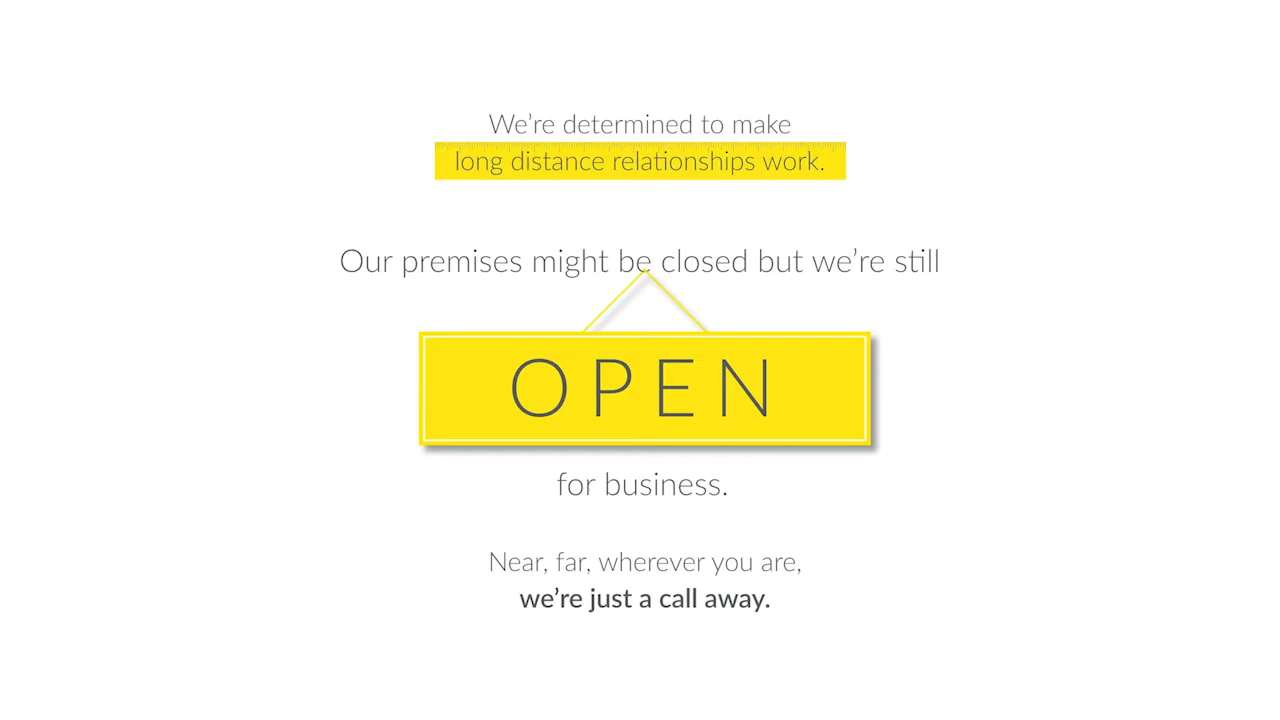 We’re determined to make
long distance relationships work.
Our premises might be closed but we’re still
OPEN
for business.
Near, far, wherever you are,
we’re just a call away.